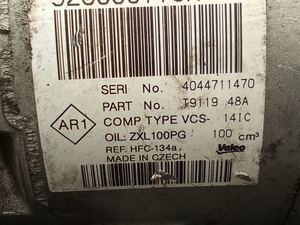 SERI No. 4044711470
PART No. T9119 48A
AR1
COMP TYPE VCS- 14IC
OIL: ZXL100PG 100 cm³
REF. HFC-134a
Valeo
MADE IN CZECH